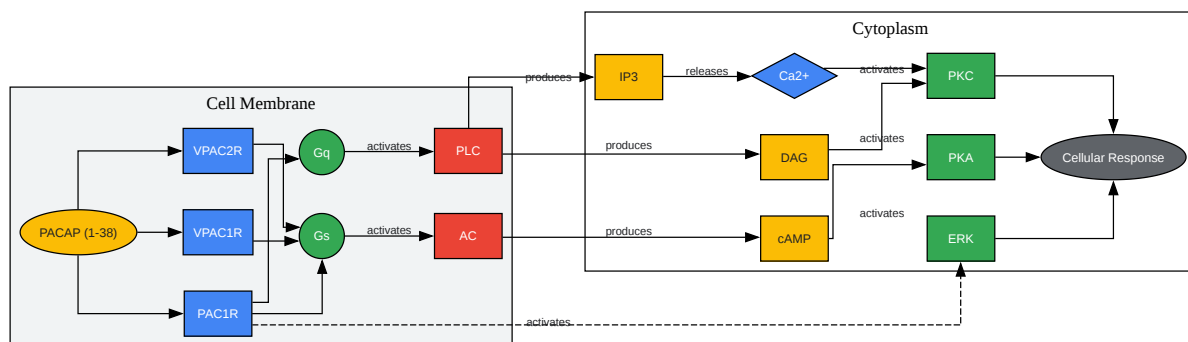 Cytoplasm
IP3
releases
Ca2+
activates
PKC
produces
Cell Membrane
VPAC2R
Gq
activates
PLC
produces
DAG
activates
PKA
Cellular Response
PACAP (1-38)
VPAC1R
Gs
activates
AC
produces
cAMP
activates
ERK
PAC1R
activates